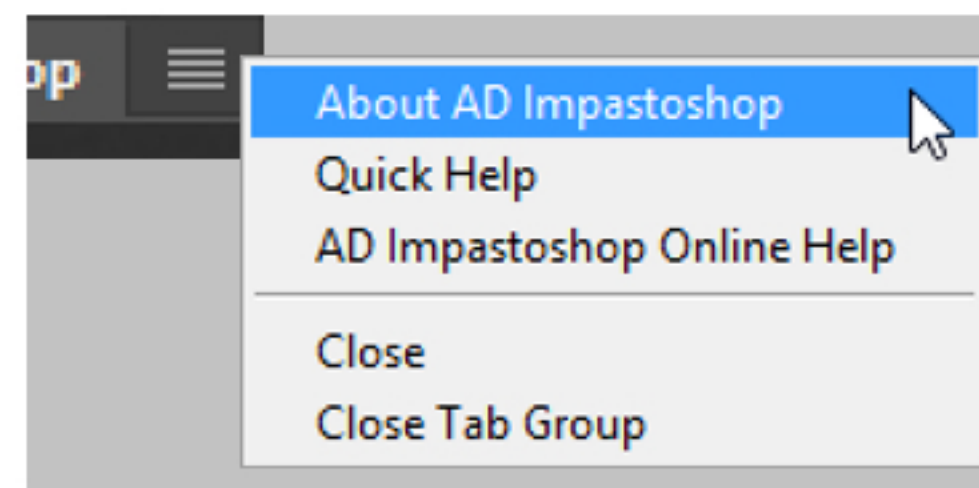 op
About AD Impastoshop
Quick Help
AD Impastoshop Online Help
Close
Close Tab Group